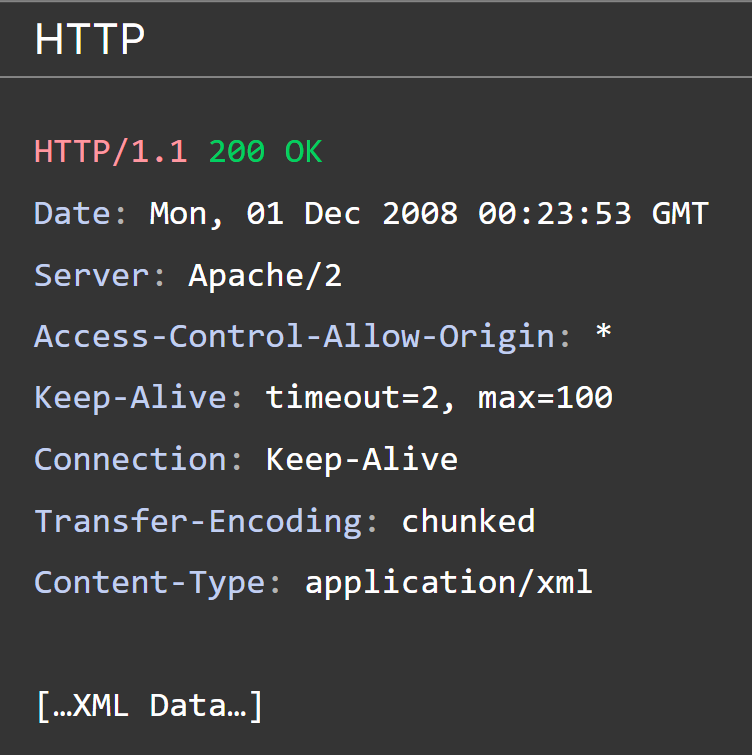 HTTP
HTTP/1.1 200 OK
Date: Mon, 01 Dec 2008 00:23:53 GMT
Server: Apache/2
Access-Control-Allow-Origin: *
Keep-Alive: timeout=2, max=100
Connection: Keep-Alive
Transfer-Encoding: chunked
Content-Type: application/xml
[…XML Data…]